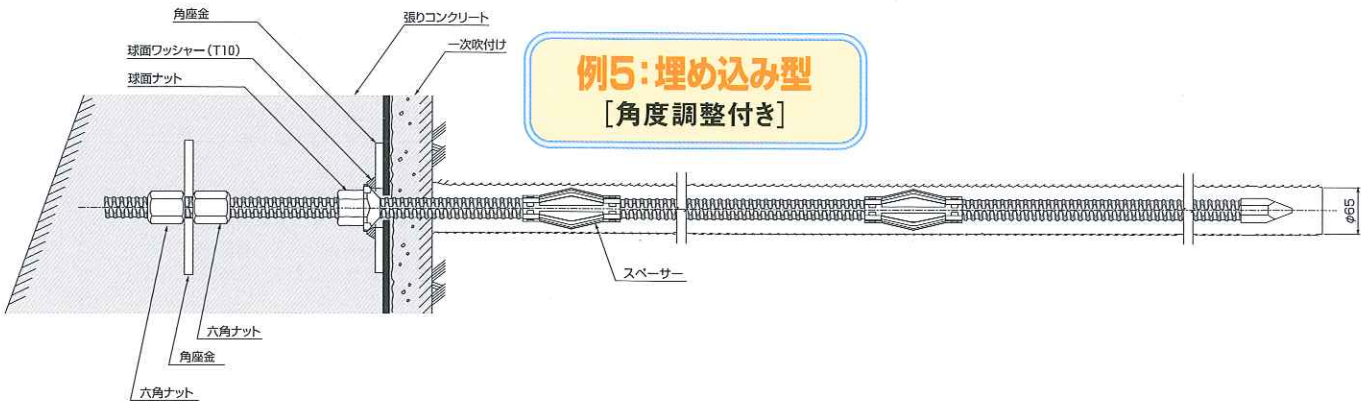 角座金
張りコンクリート
球面ワッシャー(T10)
一次吹付け
球面ナット
例5:埋め込み型
[角度調整付き]
スペーサー
φ65
六角ナット
角座金
六角ナット